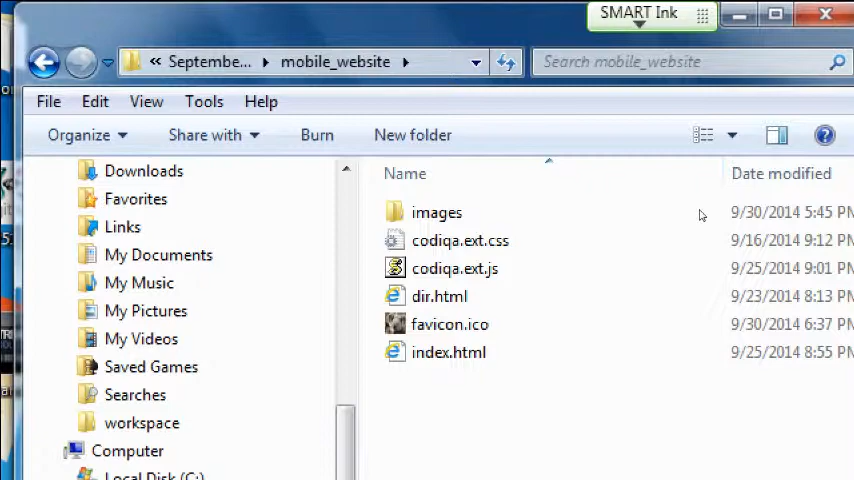 SMART Ink
« Septembe... mobile_website Search mobile_website
File Edit View Tools Help
Organize Share with Burn New folder
Name Date modified
Downloads
Favorites
Links
My Documents
My Music
My Pictures
My Videos
Saved Games
Searches
workspace
Computer
Local Disk (C:)
images 9/30/2014 5:45 PM
codiqa.ext.css 9/16/2014 9:12 PM
codiqa.ext.js 9/25/2014 9:01 PM
dir.html 9/23/2014 8:13 PM
favicon.ico 9/30/2014 6:37 PM
index.html 9/25/2014 8:55 PM